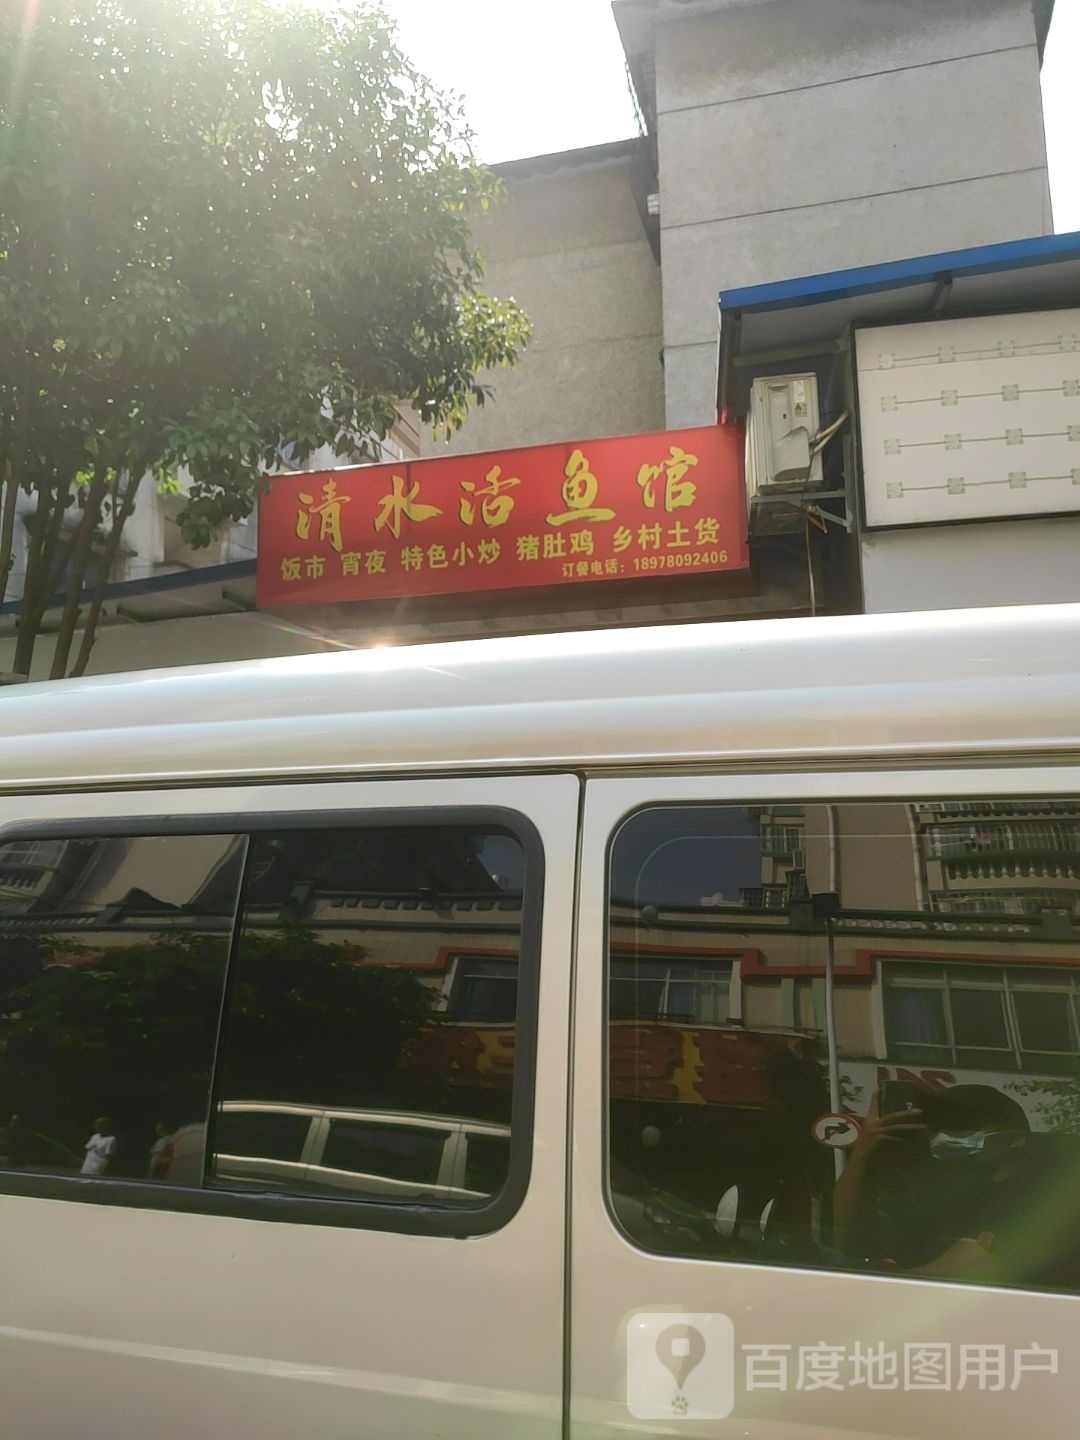 清水活鱼馆
饭市 宵夜 特色小炒 猪肚鸡 乡村土货
订餐电话：18978092406
百度地图用户